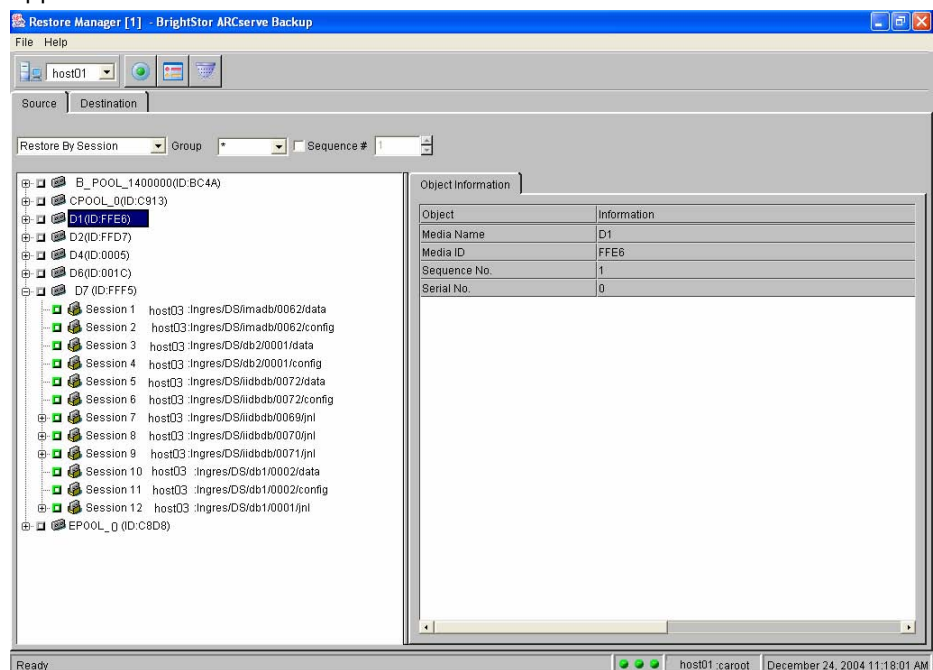 Restore Manager [1] - BrightStor ARCserve Backup
File Help
host01
Source Destination
Restore By Session Group * Sequence # 1
B_POOL_1400000(ID:BC4A)
CPOOL_0(ID:C913)
D1(ID:FFE6)
D2(ID:FFD7)
D4(ID:0005)
D6(ID:001C)
D7 (ID:FFF5)
Session 1 host03 :Ingres/DS/imadb/0062/data
Session 2 host03:Ingres/DS/imadb/0062/config
Session 3 host03 :Ingres/DS/db2/0001/data
Session 4 host03 :Ingres/DS/db2/0001/config
Session 5 host03 :Ingres/DS/iidbdb/0072/data
Session 6 host03 :Ingres/DS/iidbdb/0072/config
Session 7 host03 :Ingres/DS/iidbdb/0069/jnl
Session 8 host03 :Ingres/DS/iidbdb/0070/jnl
Session 9 host03 :Ingres/DS/iidbdb/0071/jnl
Session 10 host03 :Ingres/DS/db1/0002/data
Session 11 host03 :Ingres/DS/db1/0002/config
Session 12 host03 :Ingres/DS/db1/0001/jnl
EPOOL_0 (ID:C8D8)
Object Information
Object Information
Media Name D1
Media ID FFE6
Sequence No. 1
Serial No. 0
Ready host01 :caroot December 24, 2004 11:18:01 AM